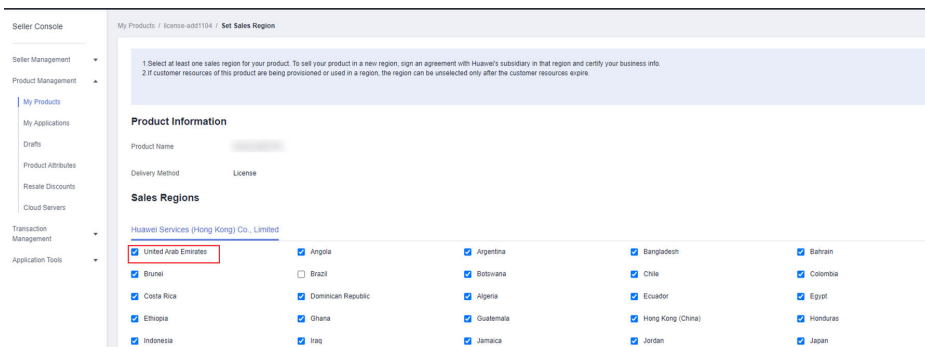 Seller Console
My Products / license-add1104 / Set Sales Region
Seller Management
Product Management
My Products
My Applications
Drafts
Product Attributes
Resale Discounts
Cloud Servers
Transaction
Management
Application Tools
1.Select at least one sales region for your product. To sell your product in a new region, sign an agreement with Huawei's subsidiary in that region and certify your business info.
2.If customer resources of this product are being provisioned or used in a region, the region can be unselected only after the customer resources expire.
Product Information
Product Name
Delivery Method License
Sales Regions
Huawei Services (Hong Kong) Co., Limited
United Arab Emirates Angola Argentina Bangladesh Bahrain
Brunei Brazil Botswana Chile Colombia
Costa Rica Dominican Republic Algeria Ecuador Egypt
Ethiopia Ghana Guatemala Hong Kong (China) Honduras
Indonesia Iraq Jamaica Jordan Japan